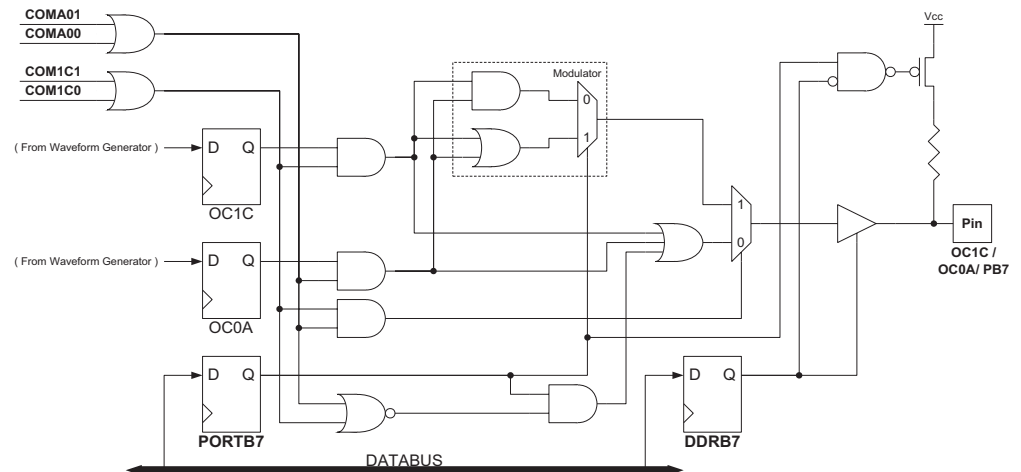 COMA01
COMA00
COM1C1
COM1C0
Vcc
Modulator
0
1
( From Waveform Generator )
D Q
OC1C
1
0
Pin
OC1C /
OC0A/ PB7
( From Waveform Generator )
D Q
OC0A
D Q
PORTB7
D Q
DDRB7
DATABUS